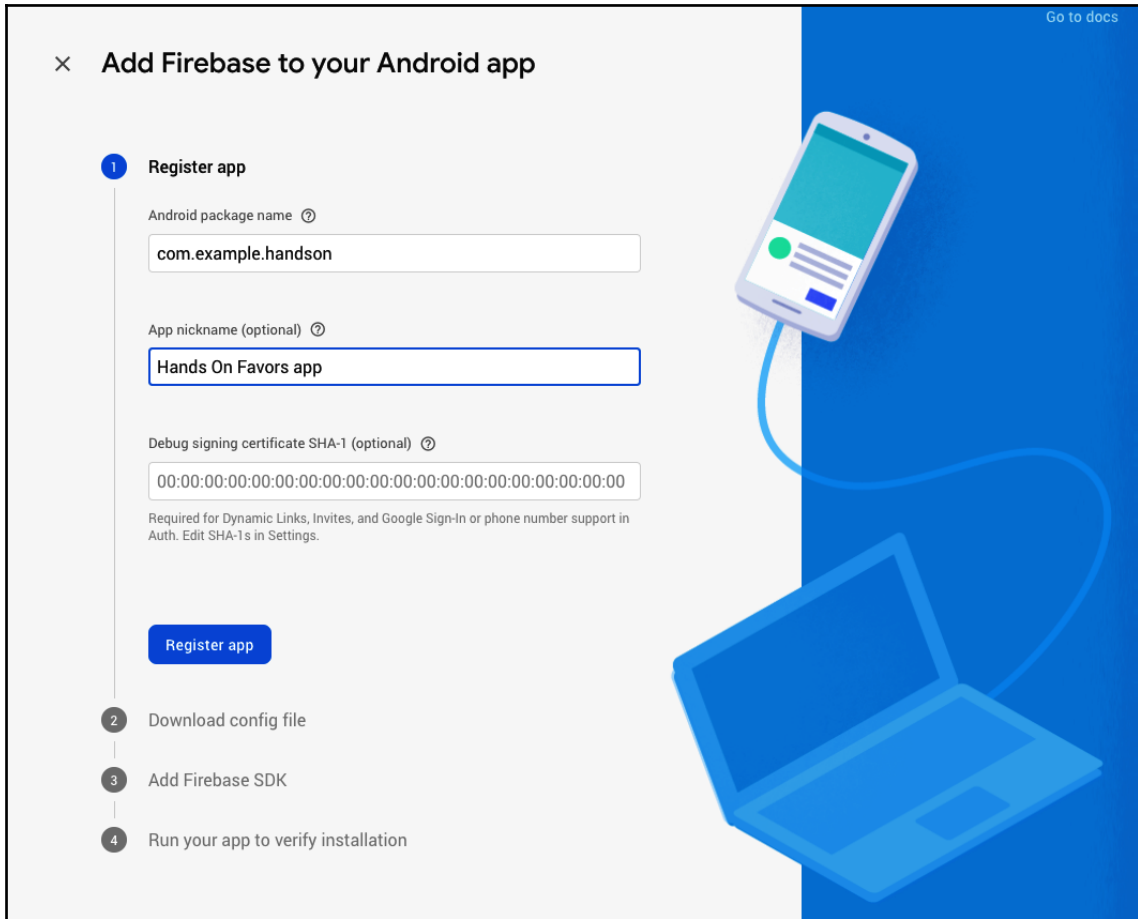 Go to docs
Add Firebase to your Android app
1 Register app
Android package name
com.example.handson
App nickname (optional)
Hands On Favors app
Debug signing certificate SHA-1 (optional)
00:00:00:00:00:00:00:00:00:00:00:00:00:00:00:00:00:00:00:00
Required for Dynamic Links, Invites, and Google Sign-In or phone number support in
Auth. Edit SHA-1s in Settings.
Register app
2 Download config file
3 Add Firebase SDK
4 Run your app to verify installation